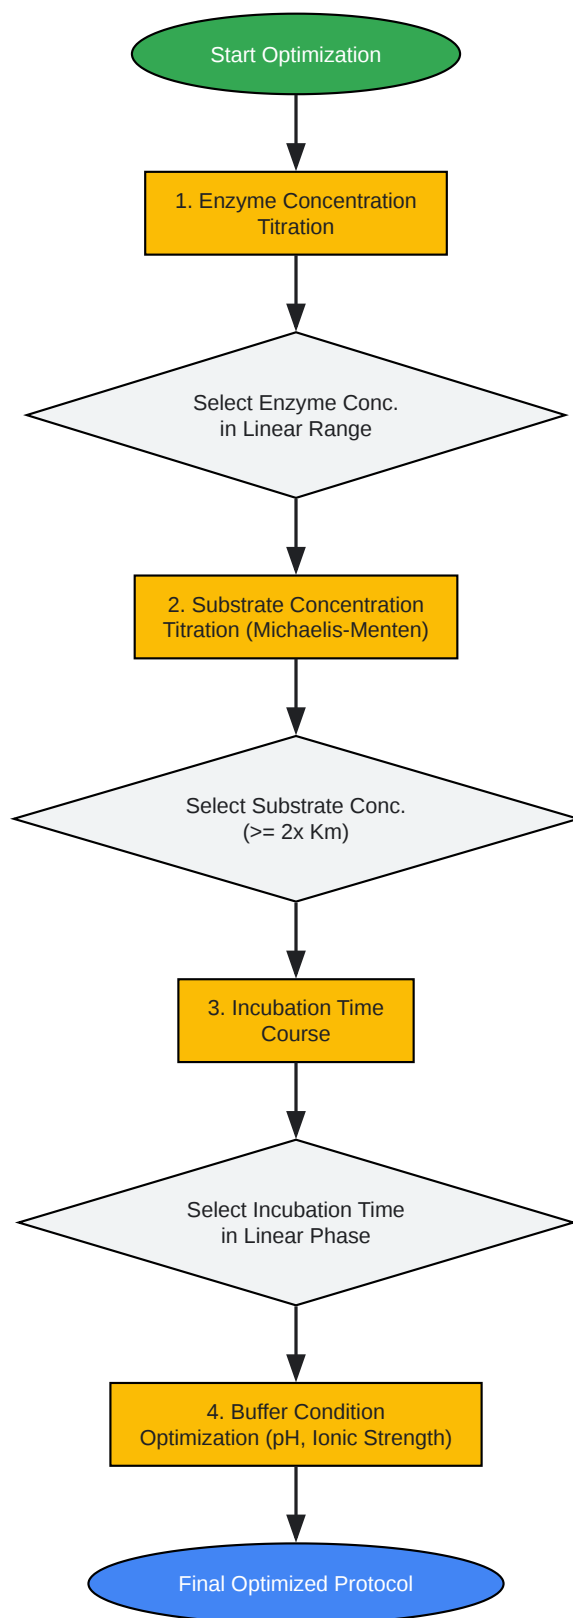 Start Optimization
1. Enzyme Concentration
Titration
Select Enzyme Conc.
in Linear Range
2. Substrate Concentration
Titration (Michaelis-Menten)
Select Substrate Conc.
(>= 2x Km)
3. Incubation Time
Course
Select Incubation Time
in Linear Phase
4. Buffer Condition
Optimization (pH, Ionic Strength)
Final Optimized Protocol